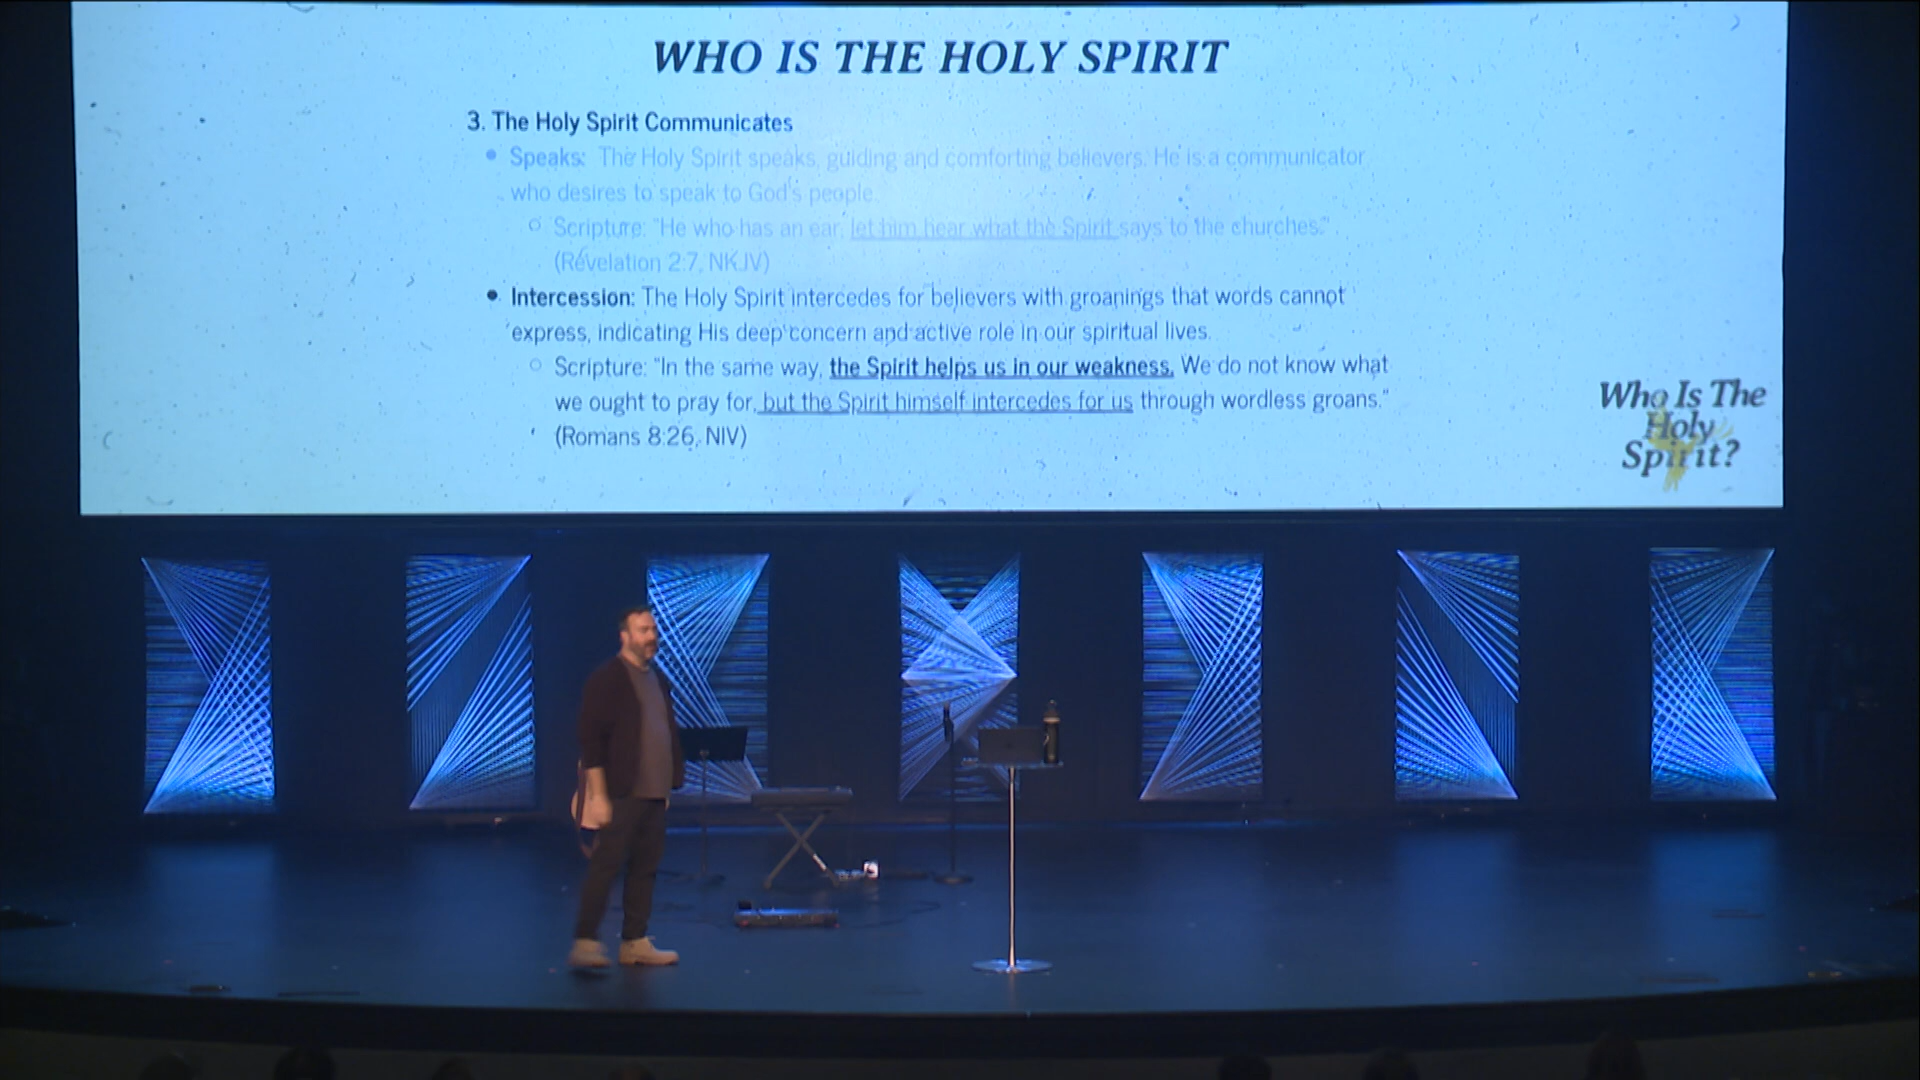 WHO IS THE HOLY SPIRIT
3. The Holy Spirit Communicates
• Speaks: The Holy Spirit speaks, guiding and comforting believers. He is a communicator
who desires to speak to God's people.
○ Scripture: "He who has an ear, let him hear what the Spirit says to the churches."
(Revelation 2:7, NKJV)
• Intercession: The Holy Spirit intercedes for believers with groanings that words cannot
express, indicating His deep concern and active role in our spiritual lives.
○ Scripture: "In the same way, the Spirit helps us in our weakness. We do not know what
we ought to pray for, but the Spirit himself intercedes for us through wordless groans."
(Romans 8:26, NIV)
Who Is The
Holy
Spirit?